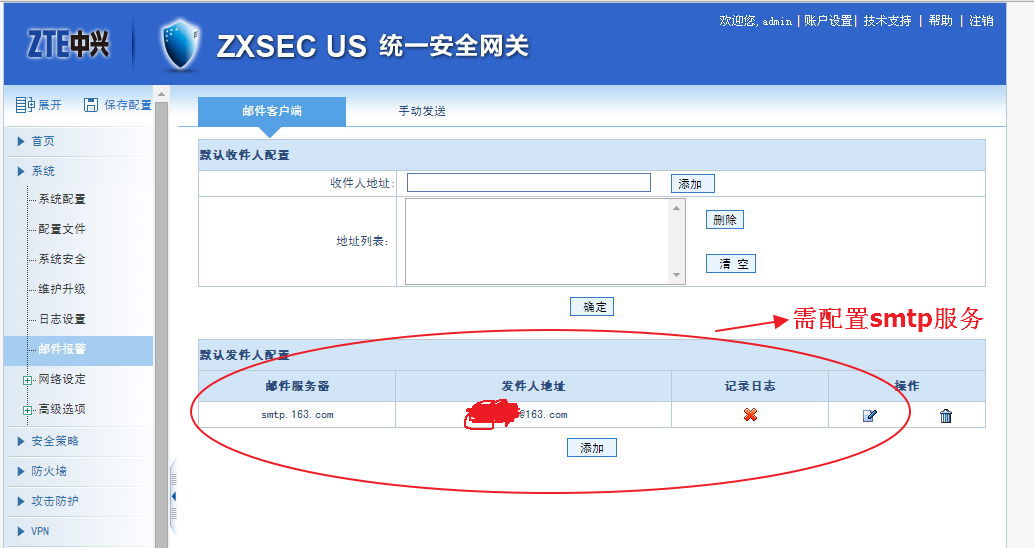 欢迎您,admin | 账户设置 | 技术支持 | 帮助 | 注销
ZTE中兴 ZXSEC US 统一安全网关
展开 保存配置
首页
系统
系统配置
配置文件
系统安全
维护升级
日志设置
邮件报警
网络设定
高级选项
安全策略
防火墙
攻击防护
VPN
邮件客户端 手动发送
默认收件人配置
收件人地址: 添加
地址列表: 删除
清 空
确定
需配置smtp服务
默认发件人配置
邮件服务器 发件人地址 记录日志 操作
smtp.163.com @163.com
添加